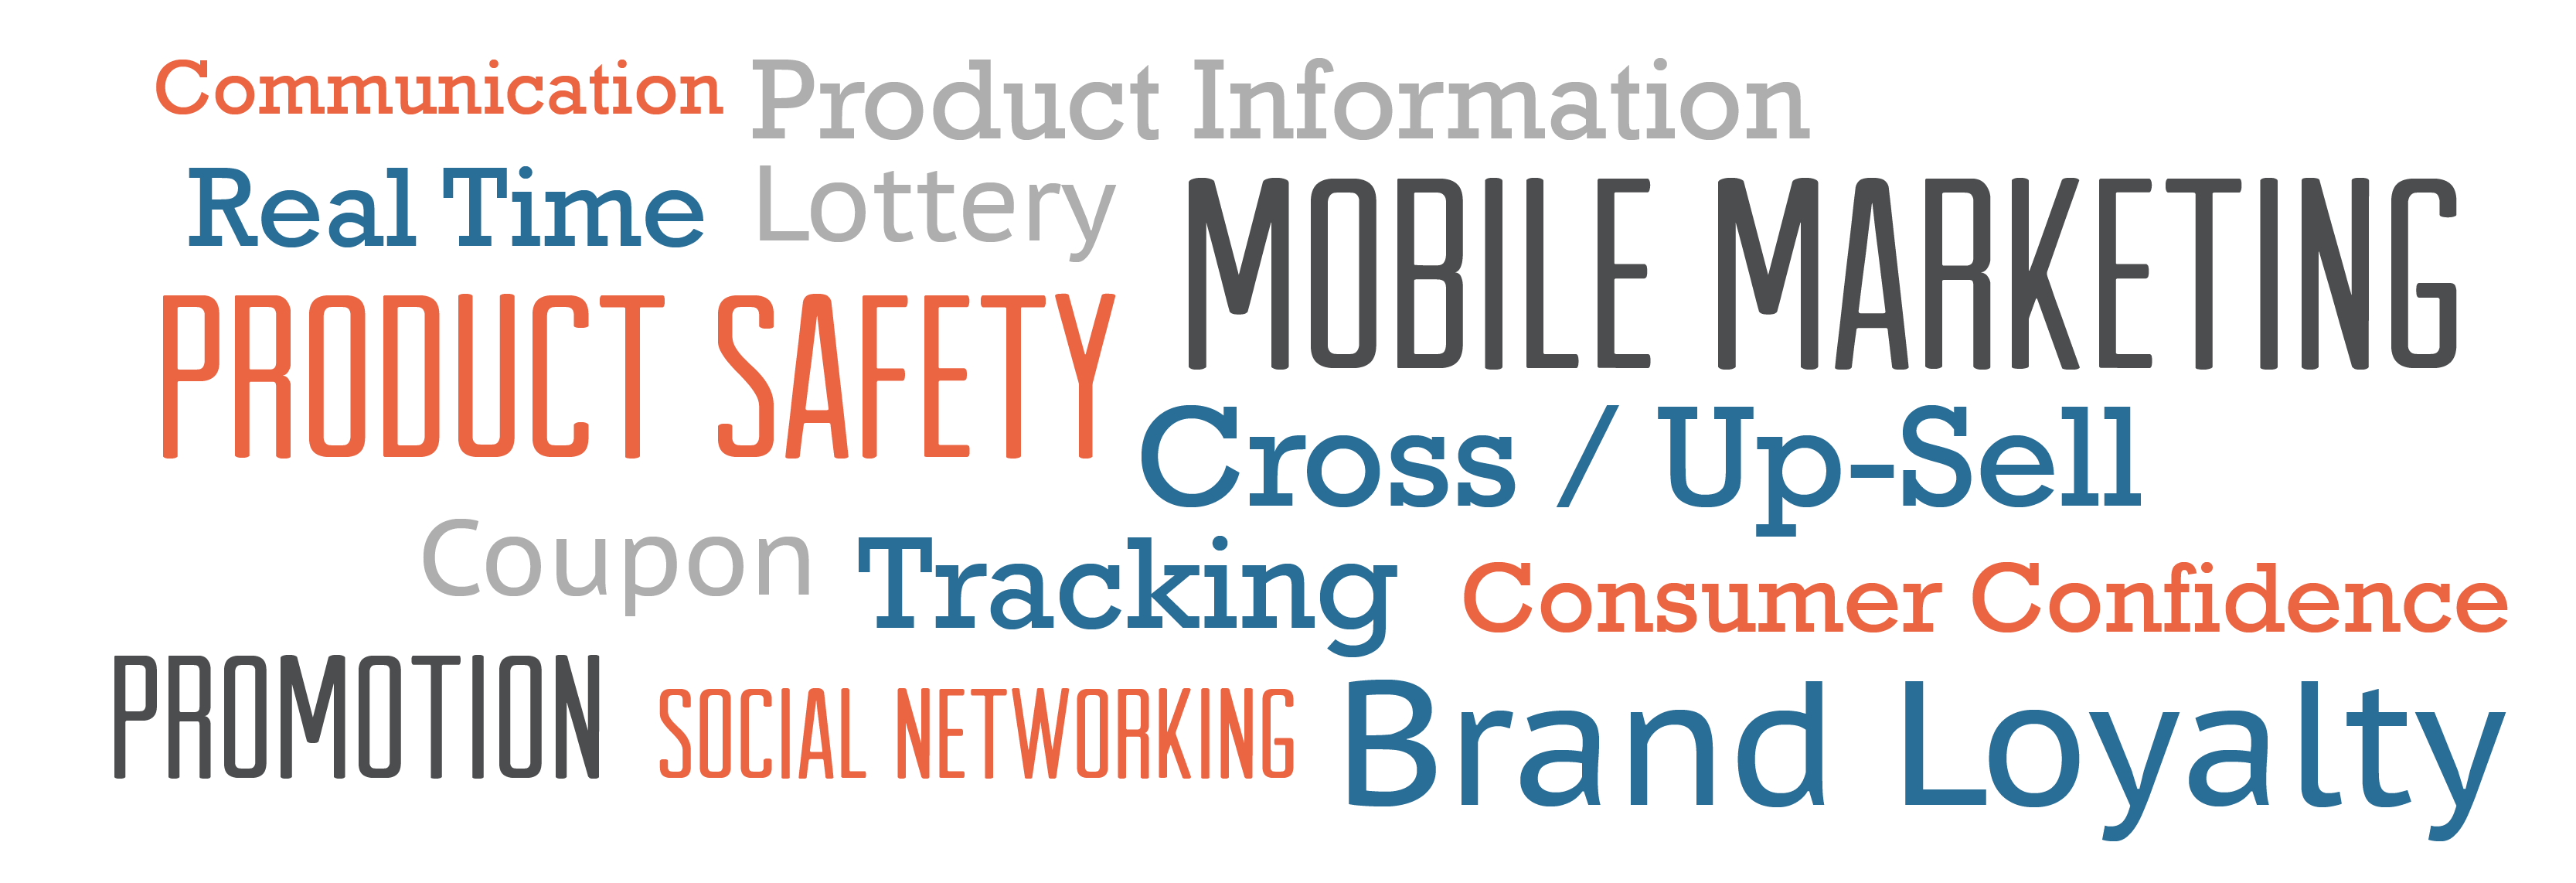 Communication Product Information
Real Time Lottery
MOBILE MARKETING
PRODUCT SAFETY
Cross / Up-Sell
Coupon Tracking Consumer Confidence
PROMOTION SOCIAL NETWORKING Brand Loyalty